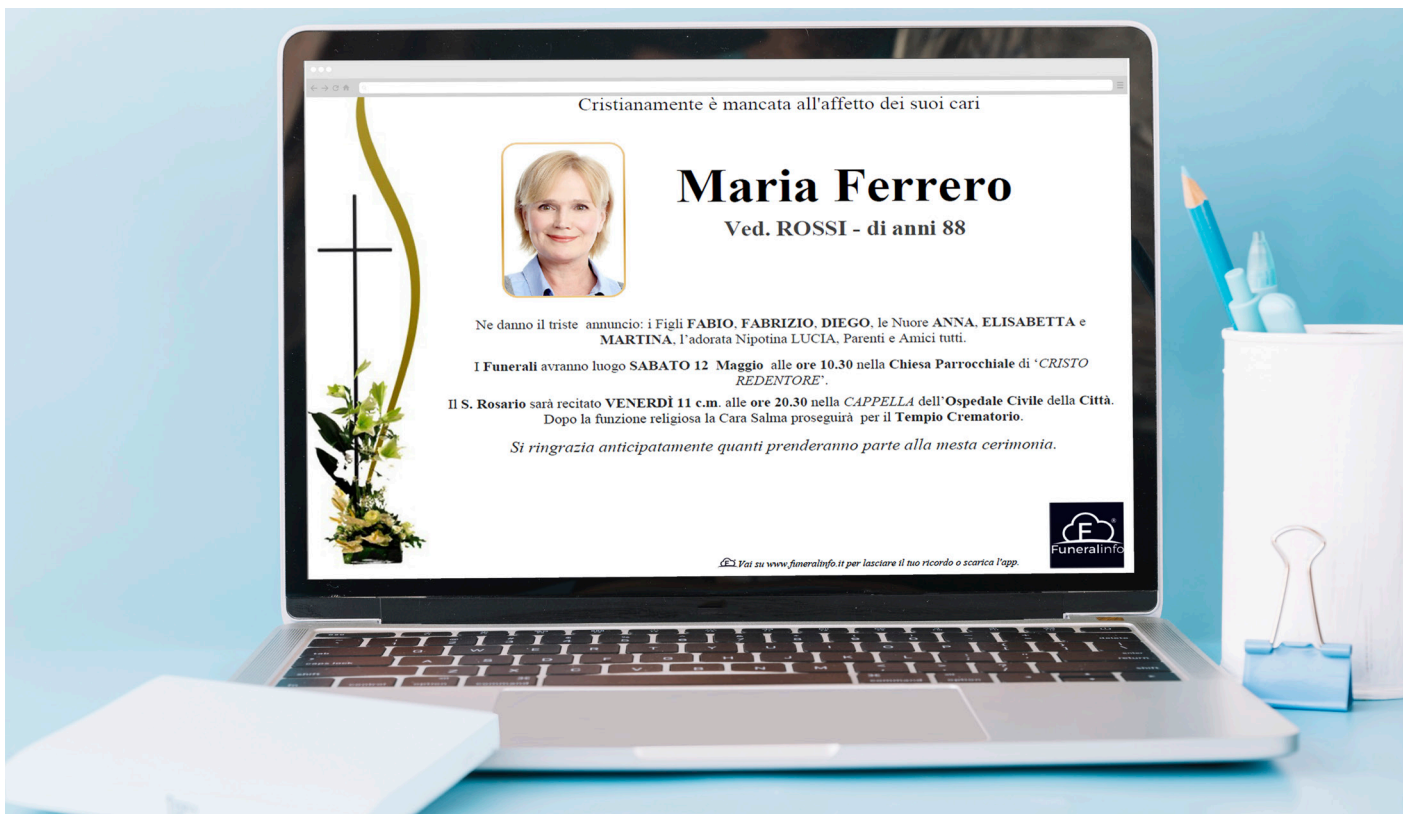 Cristianamente è mancata all'affetto dei suoi cari
Maria Ferrero
Ved. ROSSI - di anni 88
Ne danno il triste annuncio: i Figli FABIO, FABRIZIO, DIEGO, le Nuore ANNA, ELISABETTA e
MARTINA, l'adorata Nipotina LUCIA, Parenti e Amici tutti.
I Funerali avranno luogo SABATO 12 Maggio alle ore 10.30 nella Chiesa Parrocchiale di 'CRISTO
REDENTORE'.
Il S. Rosario sarà recitato VENERDÌ 11 c.m. alle ore 20.30 nella CAPPELLA dell'Ospedale Civile della Città.
Dopo la funzione religiosa la Cara Salma proseguirà per il Tempio Crematorio.
Si ringrazia anticipatamente quanti prenderanno parte alla mesta cerimonia.
F
Funeralinfo
Vai su www.funeralinfo.it per lasciare il tuo ricordo o scarica l'app.